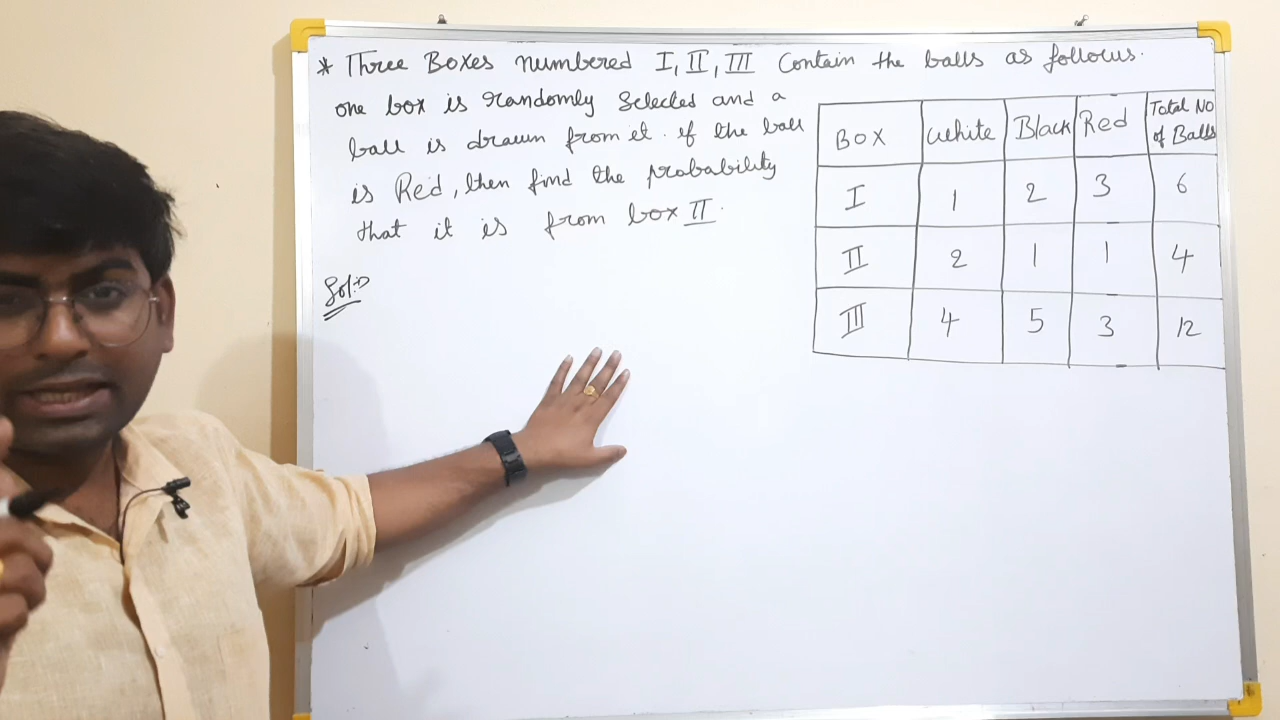 * Three Boxes numbered I, II, III Contain the balls as follows.
one box is randomly Selected and a
ball is drawn from it. if the ball
is Red, then find the probability
that it is from box II.
BOX White Black Red Total No of Balls
I 1 2 3 6
II 2 1 1 4
III 4 5 3 12
Sol:-